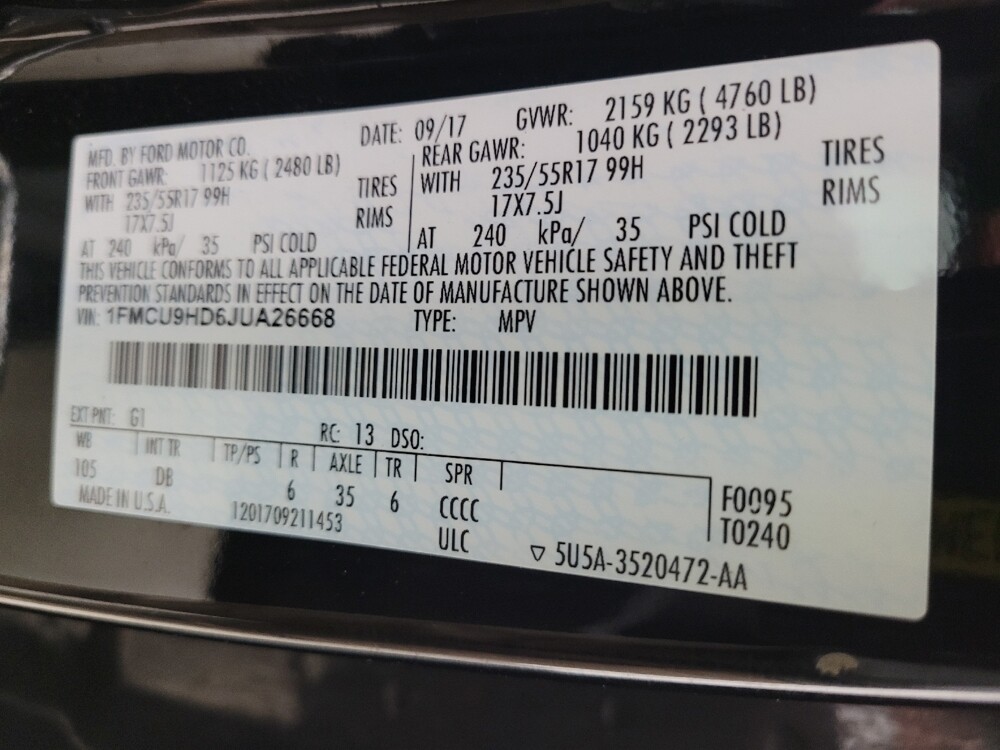 MFD. BY FORD MOTOR CO. DATE: 09/17 GVWR: 2159 KG ( 4760 LB)
FRONT GAWR: 1125 KG ( 2480 LB) REAR GAWR: 1040 KG ( 2293 LB)
WITH 235/55R17 99H TIRES WITH 235/55R17 99H TIRES
17X7.5J RIMS 17X7.5J RIMS
AT 240 kPa/ 35 PSI COLD AT 240 kPa/ 35 PSI COLD
THIS VEHICLE CONFORMS TO ALL APPLICABLE FEDERAL MOTOR VEHICLE SAFETY AND THEFT
PREVENTION STANDARDS IN EFFECT ON THE DATE OF MANUFACTURE SHOWN ABOVE.
VIN: 1FMCU9HD6JUA26668 TYPE: MPV
EXT PNT: G1 RC: 13 DSO:
WB INT TR TP/PS R AXLE TR SPR
105 DB 6 35 6 CCCC F0095
MADE IN U.S.A. 1201709211453 ULC T0240
▽ 5U5A-3520472-AA